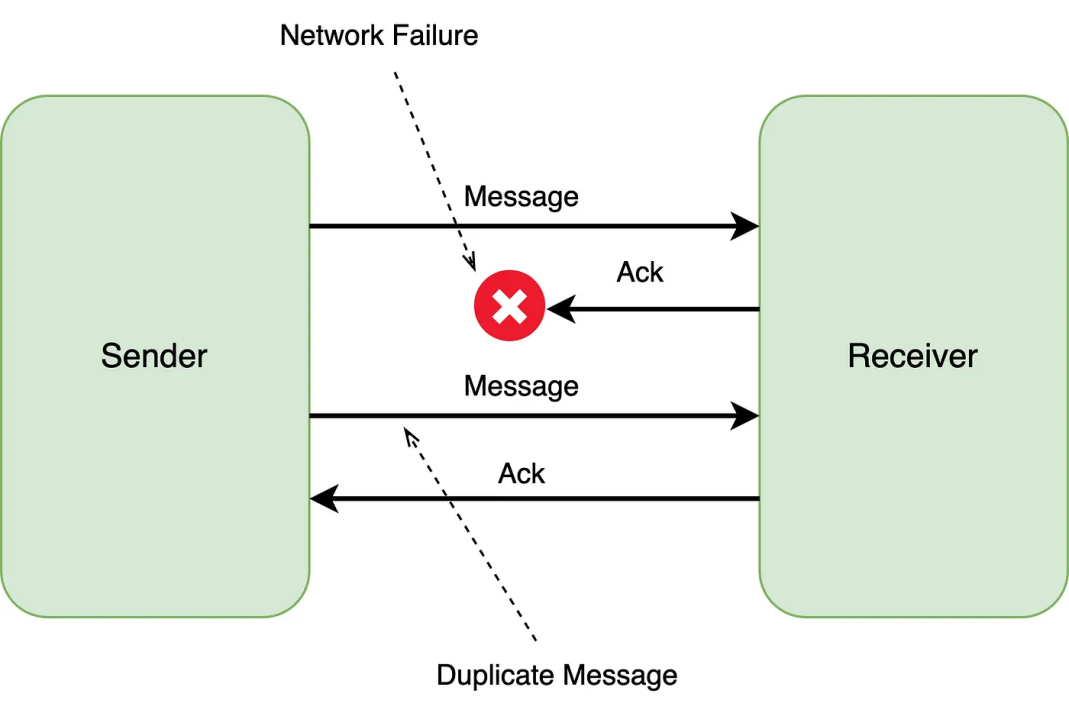 Network Failure
Message
Ack
Sender
Receiver
Message
Ack
Duplicate Message